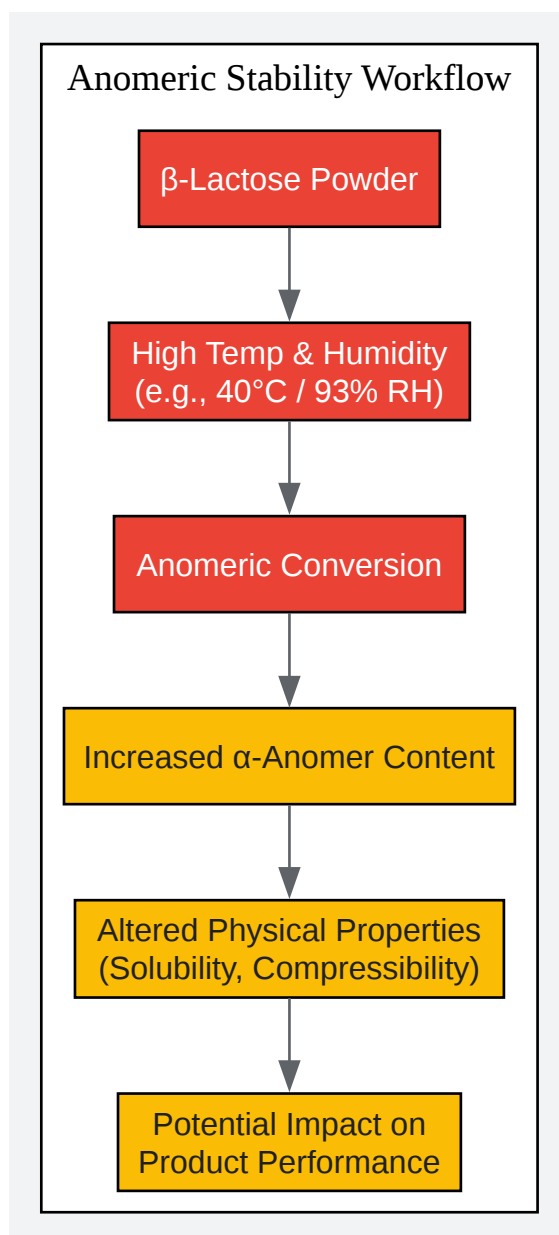 Anomeric Stability Workflow
β-Lactose Powder
High Temp & Humidity
(e.g., 40°C / 93% RH)
Anomeric Conversion
Increased α-Anomer Content
Altered Physical Properties
(Solubility, Compressibility)
Potential Impact on
Product Performance